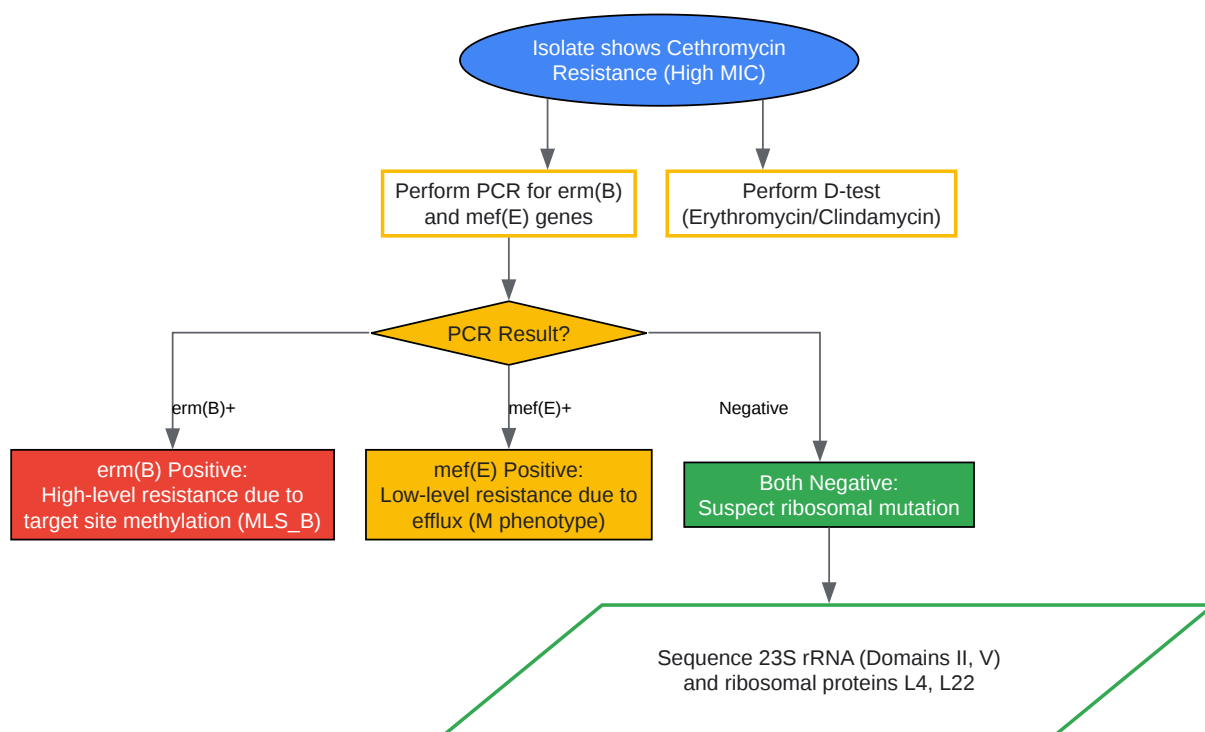 Isolate shows Cethromycin
Resistance (High MIC)
Perform PCR for erm(B)
and mef(E) genes
Perform D-test
(Erythromycin/Clindamycin)
PCR Result?
erm(B)+
mef(E)+
Negative
erm(B) Positive:
High-level resistance due to
target site methylation (MLS_B)
mef(E) Positive:
Low-level resistance due to
efflux (M phenotype)
Both Negative:
Suspect ribosomal mutation
Sequence 23S rRNA (Domains II, V)
and ribosomal proteins L4, L22